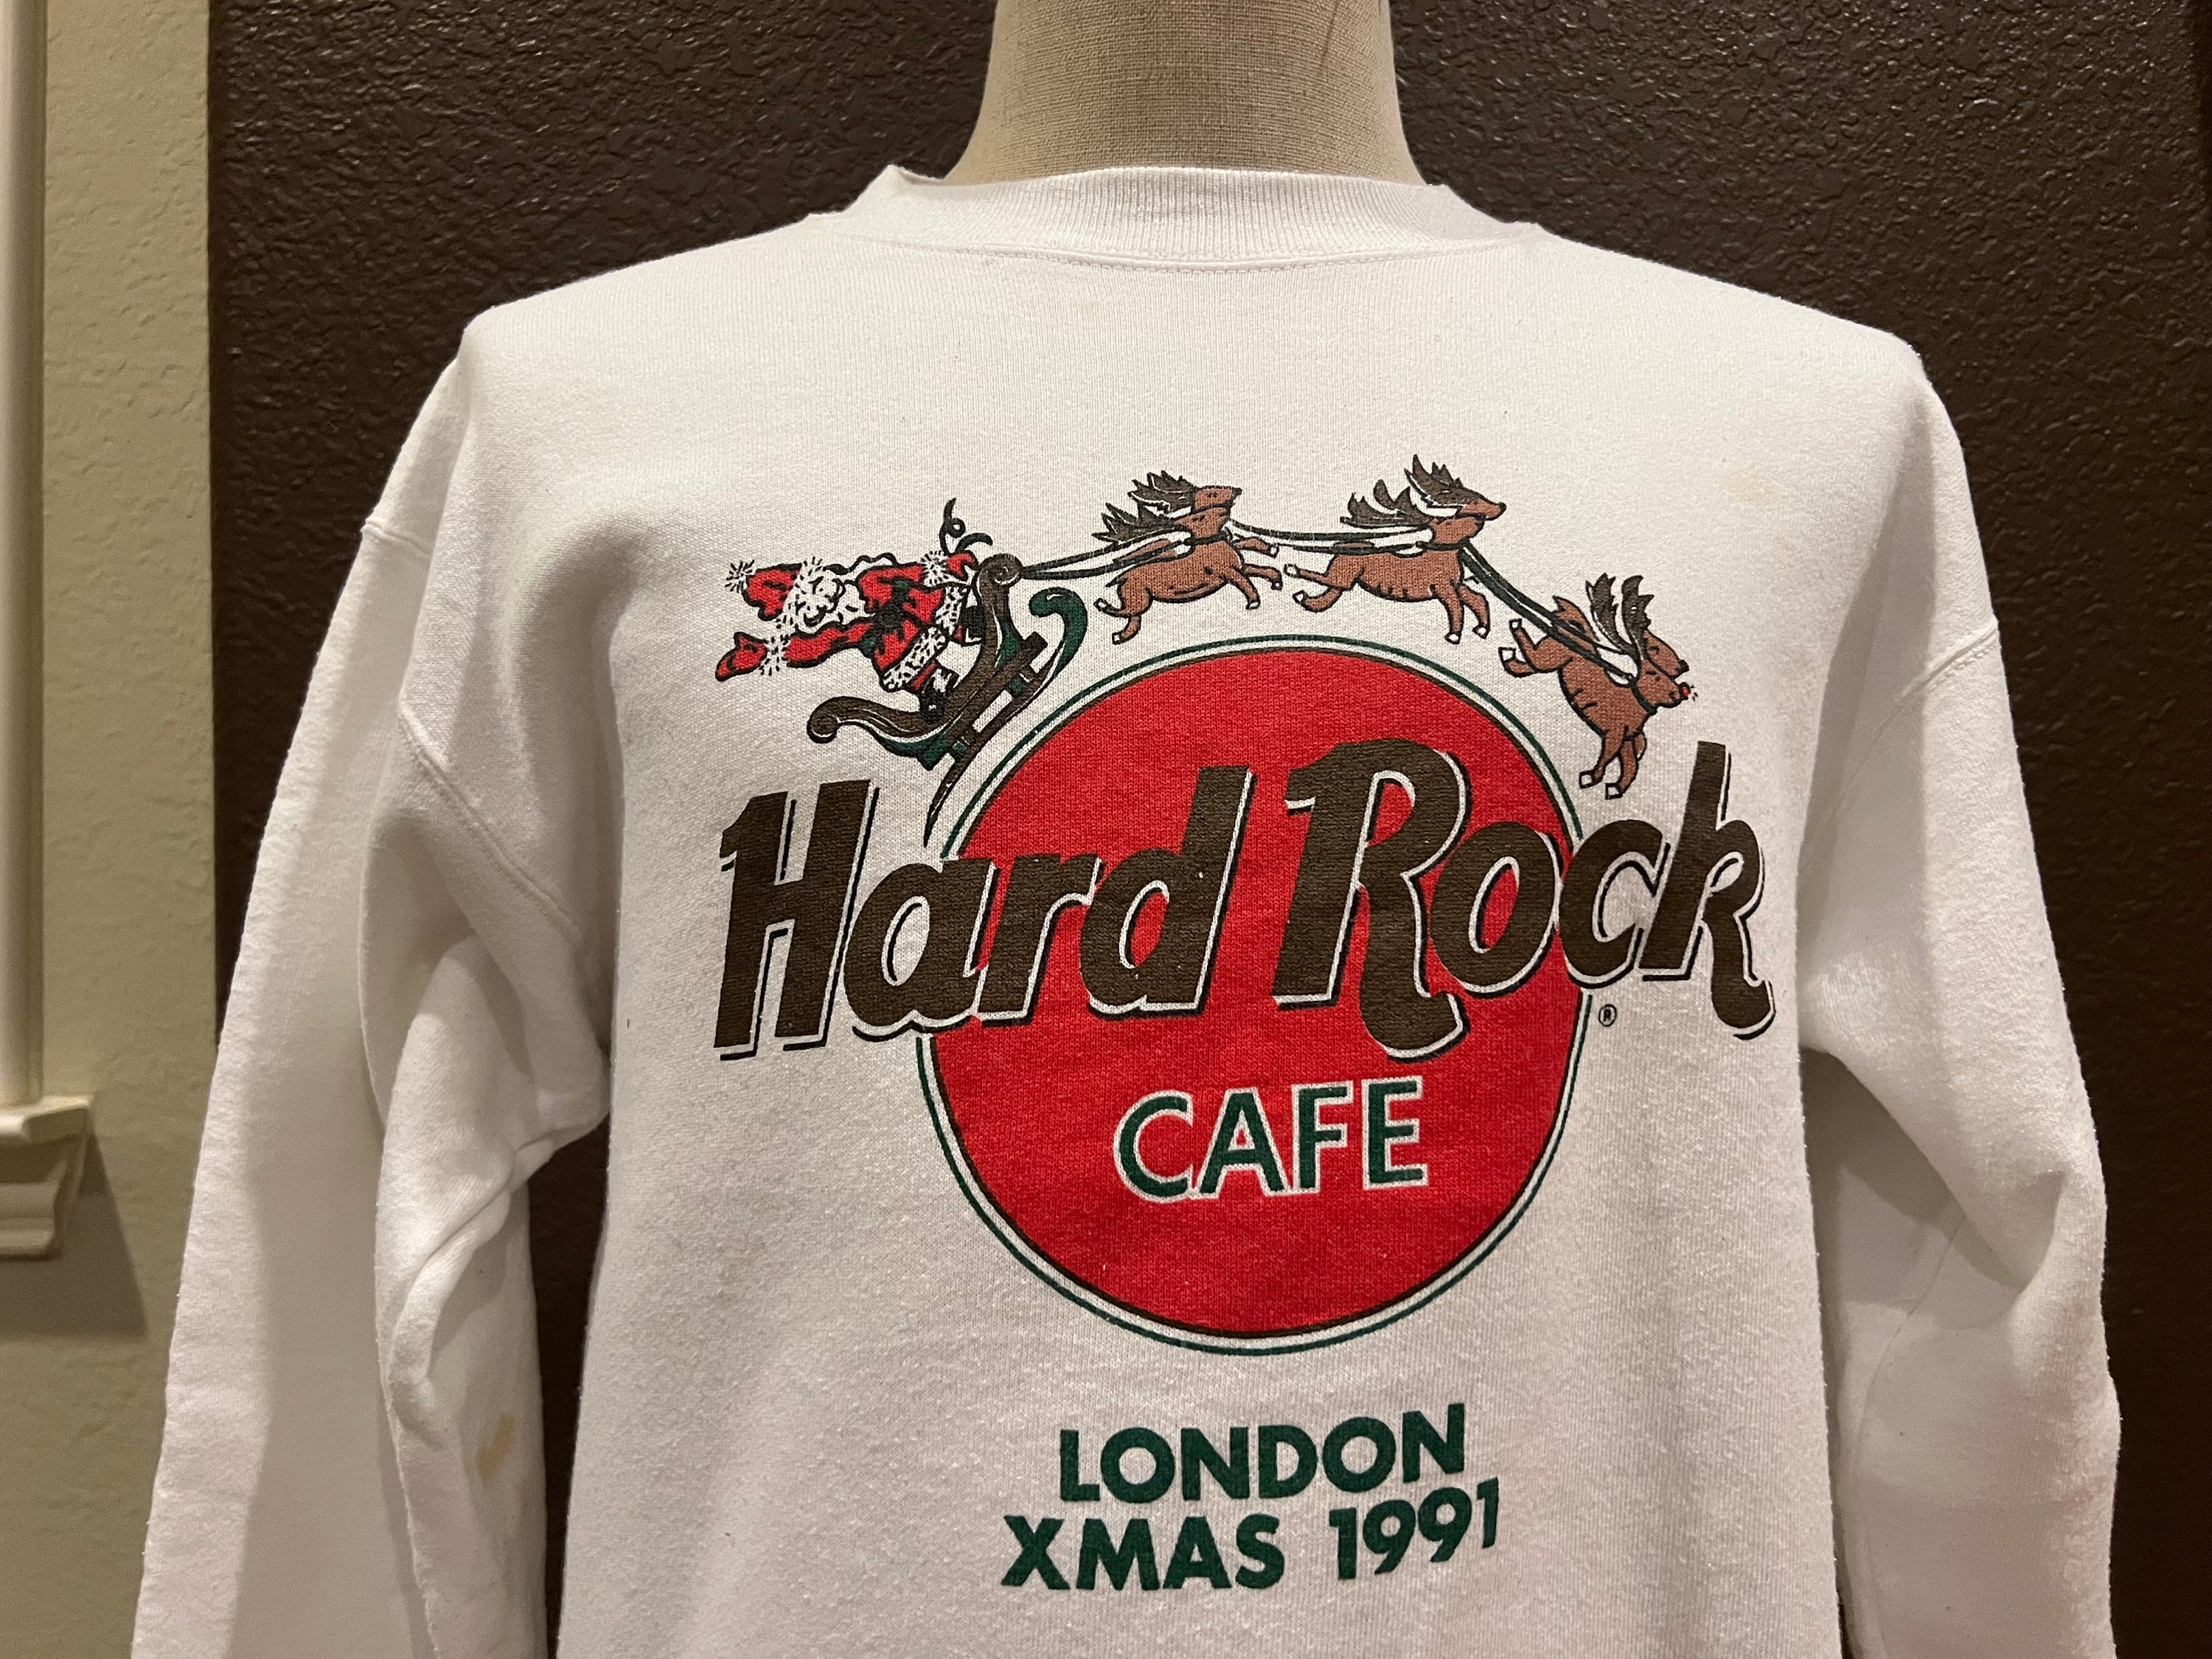 Hard Rock
®
CAFE
LONDON
XMAS 1991